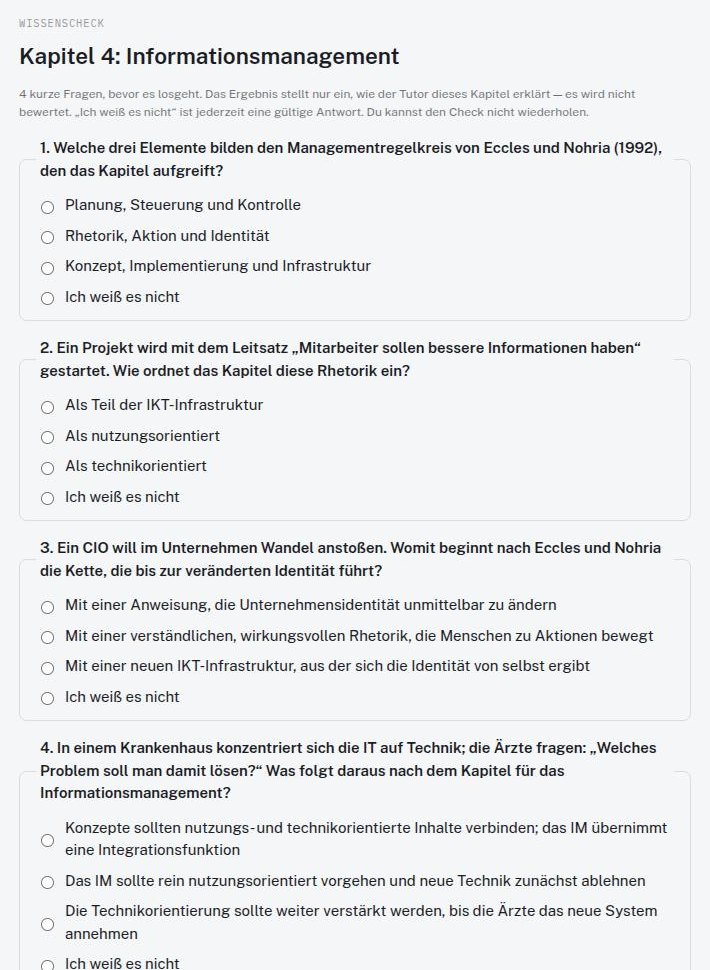 WISSENSCHECK
Kapitel 4: Informationsmanagement
4 kurze Fragen, bevor es losgeht. Das Ergebnis stellt nur ein, wie der Tutor dieses Kapitel erklärt — es wird nicht
bewertet. „Ich weiß es nicht“ ist jederzeit eine gültige Antwort. Du kannst den Check nicht wiederholen.
1. Welche drei Elemente bilden den Managementregelkreis von Eccles und Nohria (1992),
den das Kapitel aufgreift?
Planung, Steuerung und Kontrolle
Rhetorik, Aktion und Identität
Konzept, Implementierung und Infrastruktur
Ich weiß es nicht
2. Ein Projekt wird mit dem Leitsatz „Mitarbeiter sollen bessere Informationen haben“
gestartet. Wie ordnet das Kapitel diese Rhetorik ein?
Als Teil der IKT-Infrastruktur
Als nutzungsorientiert
Als technikorientiert
Ich weiß es nicht
3. Ein CIO will im Unternehmen Wandel anstoßen. Womit beginnt nach Eccles und Nohria
die Kette, die bis zur veränderten Identität führt?
Mit einer Anweisung, die Unternehmensidentität unmittelbar zu ändern
Mit einer verständlichen, wirkungsvollen Rhetorik, die Menschen zu Aktionen bewegt
Mit einer neuen IKT-Infrastruktur, aus der sich die Identität von selbst ergibt
Ich weiß es nicht
4. In einem Krankenhaus konzentriert sich die IT auf Technik; die Ärzte fragen: „Welches
Problem soll man damit lösen?“ Was folgt daraus nach dem Kapitel für das
Informationsmanagement?
Konzepte sollten nutzungs- und technikorientierte Inhalte verbinden; das IM übernimmt
eine Integrationsfunktion
Das IM sollte rein nutzungsorientiert vorgehen und neue Technik zunächst ablehnen
Die Technikorientierung sollte weiter verstärkt werden, bis die Ärzte das neue System
annehmen
Ich weiß es nicht